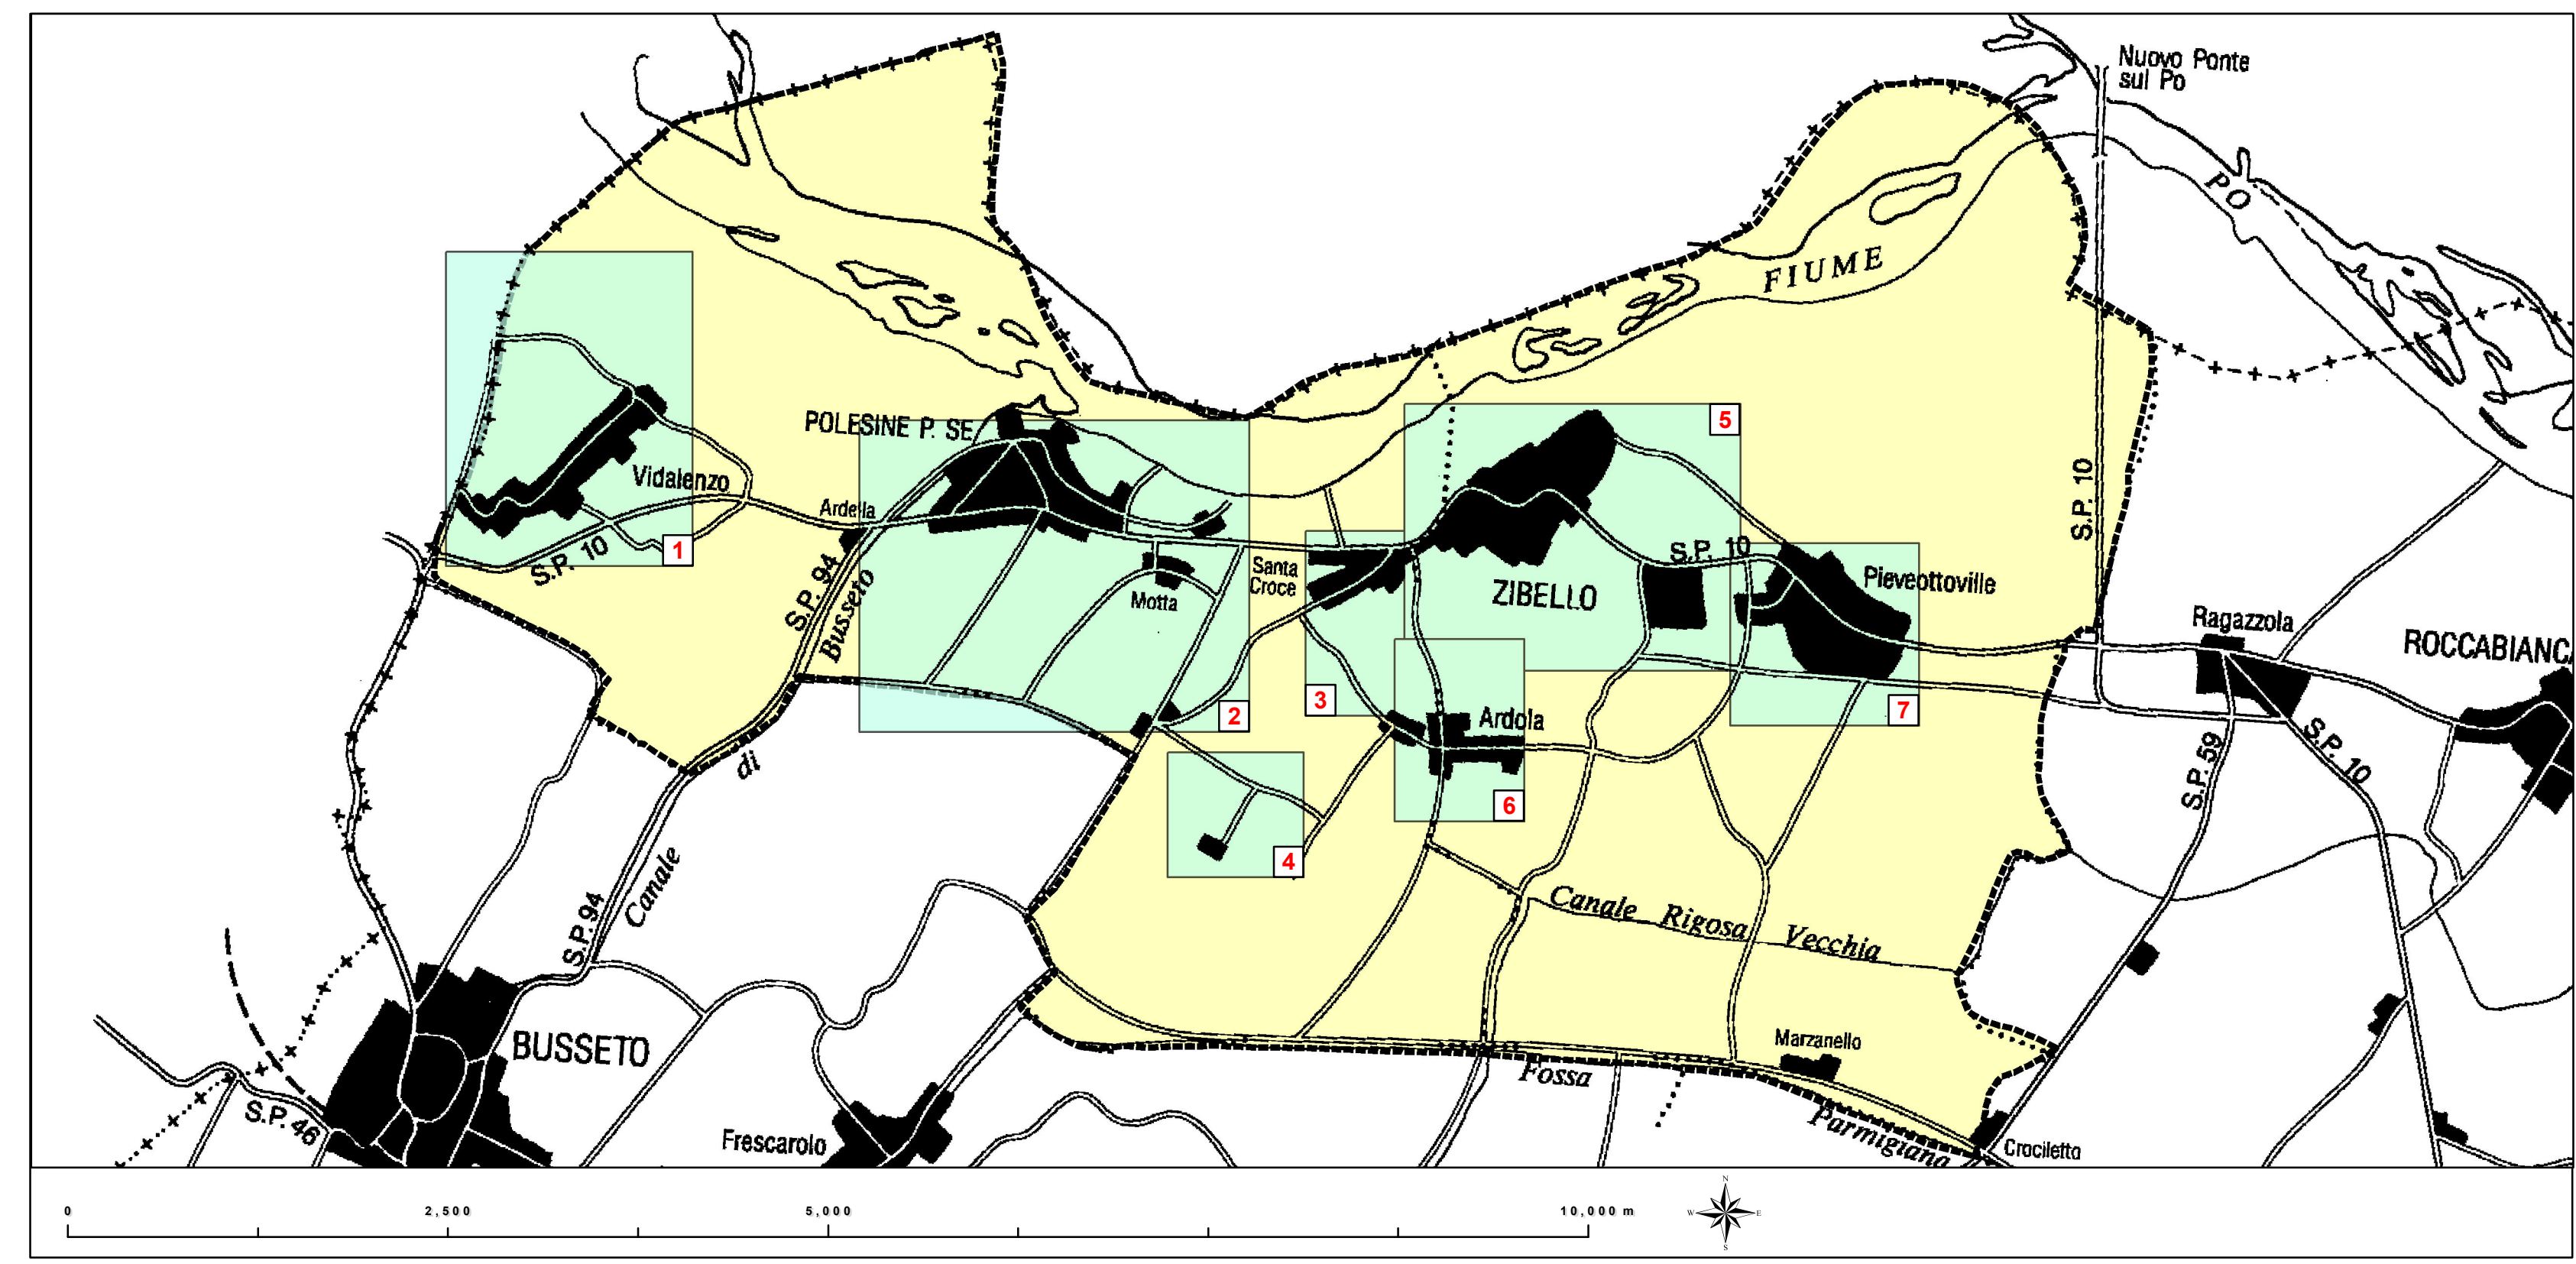 Nuovo Ponte
sul Po
PO
FIUME
POLESINE P. SE
5
Vidalenzo
Ardella
S.P. 10
1
S.P. 10
S.P. 94
Busseto
Motta
Santa
Croce
ZIBELLO
S.P. 10
Pieveottoville
Ragazzola
ROCCABIANCA
2
3
Ardola
7
di
6
S.P. 59
S.P. 10
4
Canale
S.P. 94
Canale Rigosa Vecchia
BUSSETO
Marzanello
Fossa
S.P. 46
Frescarolo
Parmigiana
Crociletto
0
2,500
5,000
10,000 m
N
W
E
S